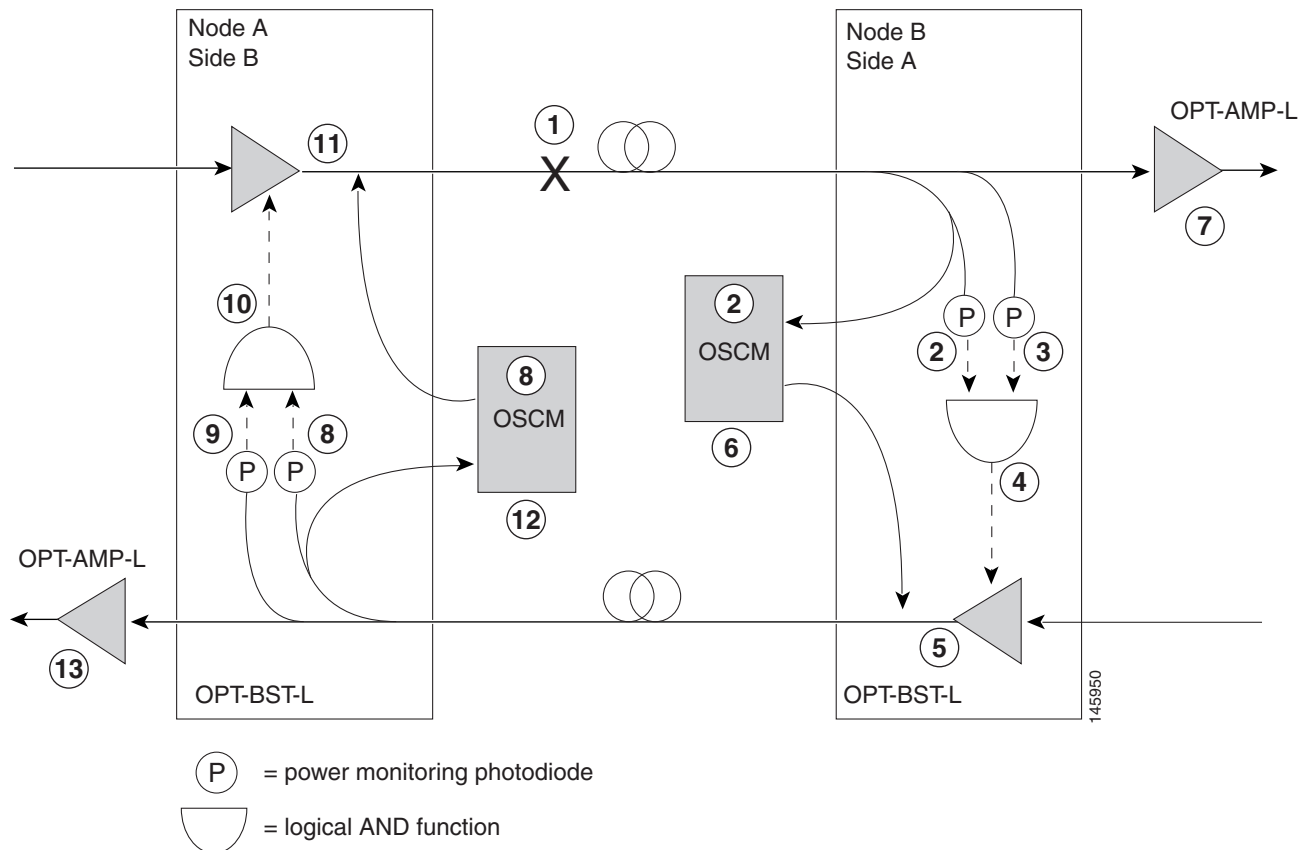 Node A
Side B
Node B
Side A
OPT-AMP-L
1
11
X
7
2
OSCM
P
P
2
3
10
8
OSCM
9
8
P
P
6
4
12
OPT-AMP-L
13
5
OPT-BST-L
OPT-BST-L
145950
P = power monitoring photodiode
= logical AND function